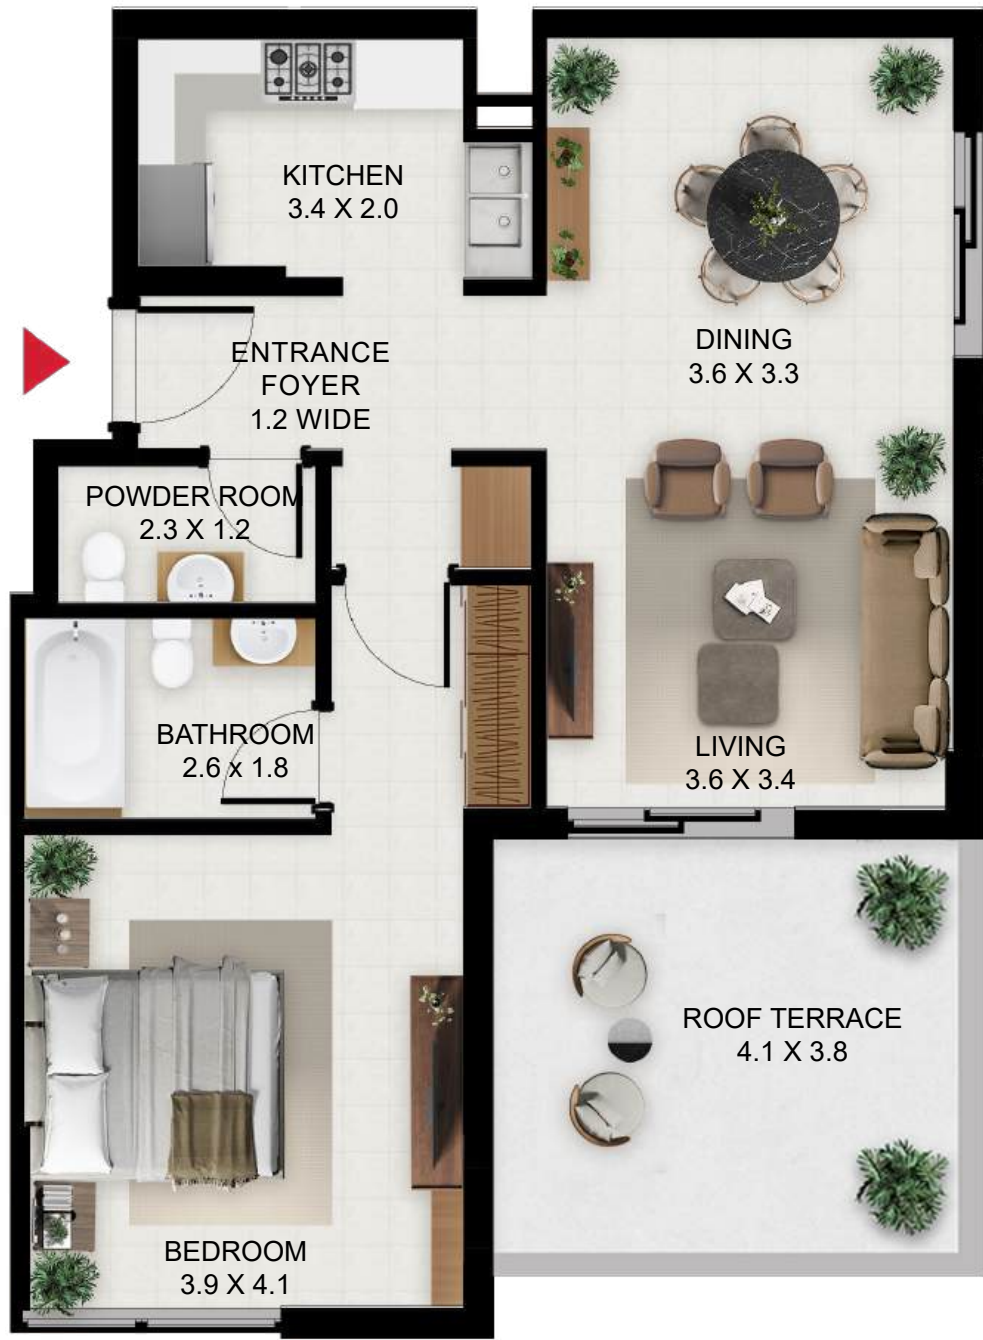 KITCHEN
3.4 X 2.0
DINING
3.6 X 3.3
ENTRANCE
FOYER
1.2 WIDE
POWDER ROOM
2.3 X 1.2
BATHROOM
2.6 x 1.8
LIVING
3.6 X 3.4
ROOF TERRACE
4.1 X 3.8
BEDROOM
3.9 X 4.1